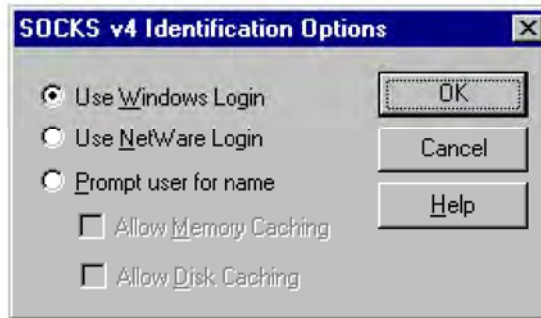 SOCKS v4 Identification Options
Use Windows Login
OK
Use NetWare Login
Cancel
Prompt user for name
Help
Allow Memory Caching
Allow Disk Caching